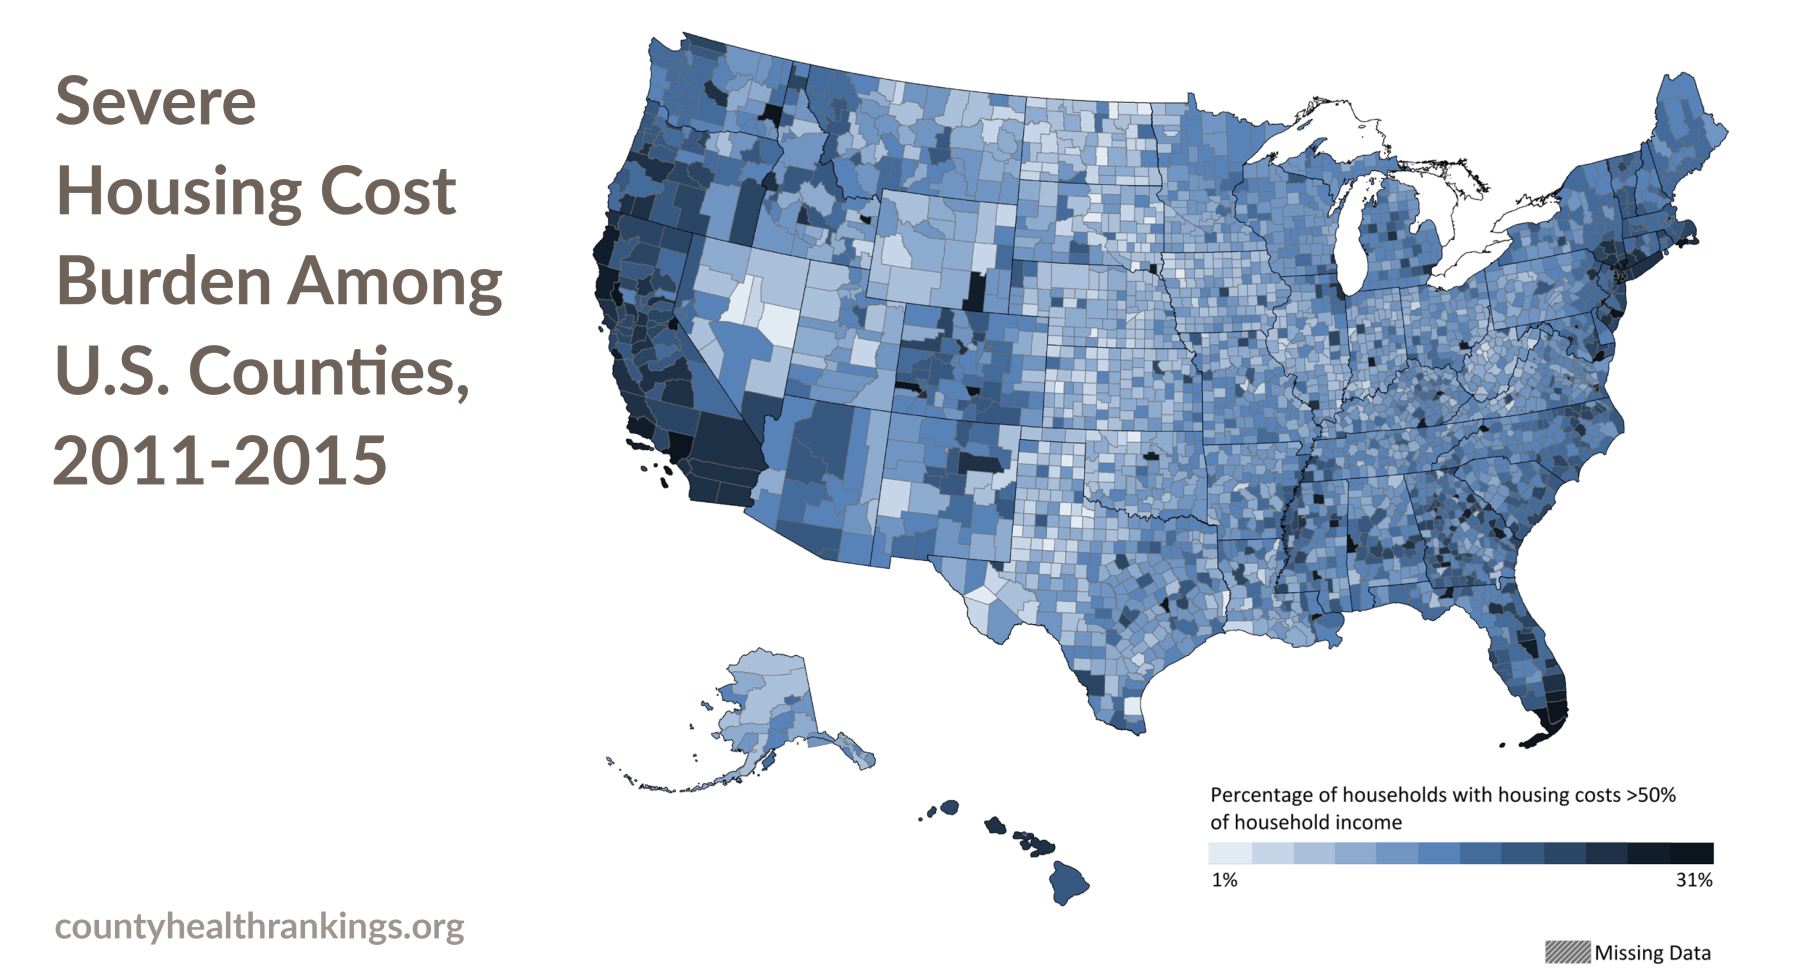 Severe
Housing Cost
Burden Among
U.S. Counties,
2011-2015
Percentage of households with housing costs >50%
of household income
1% 31%
countyhealthrankings.org
Missing Data